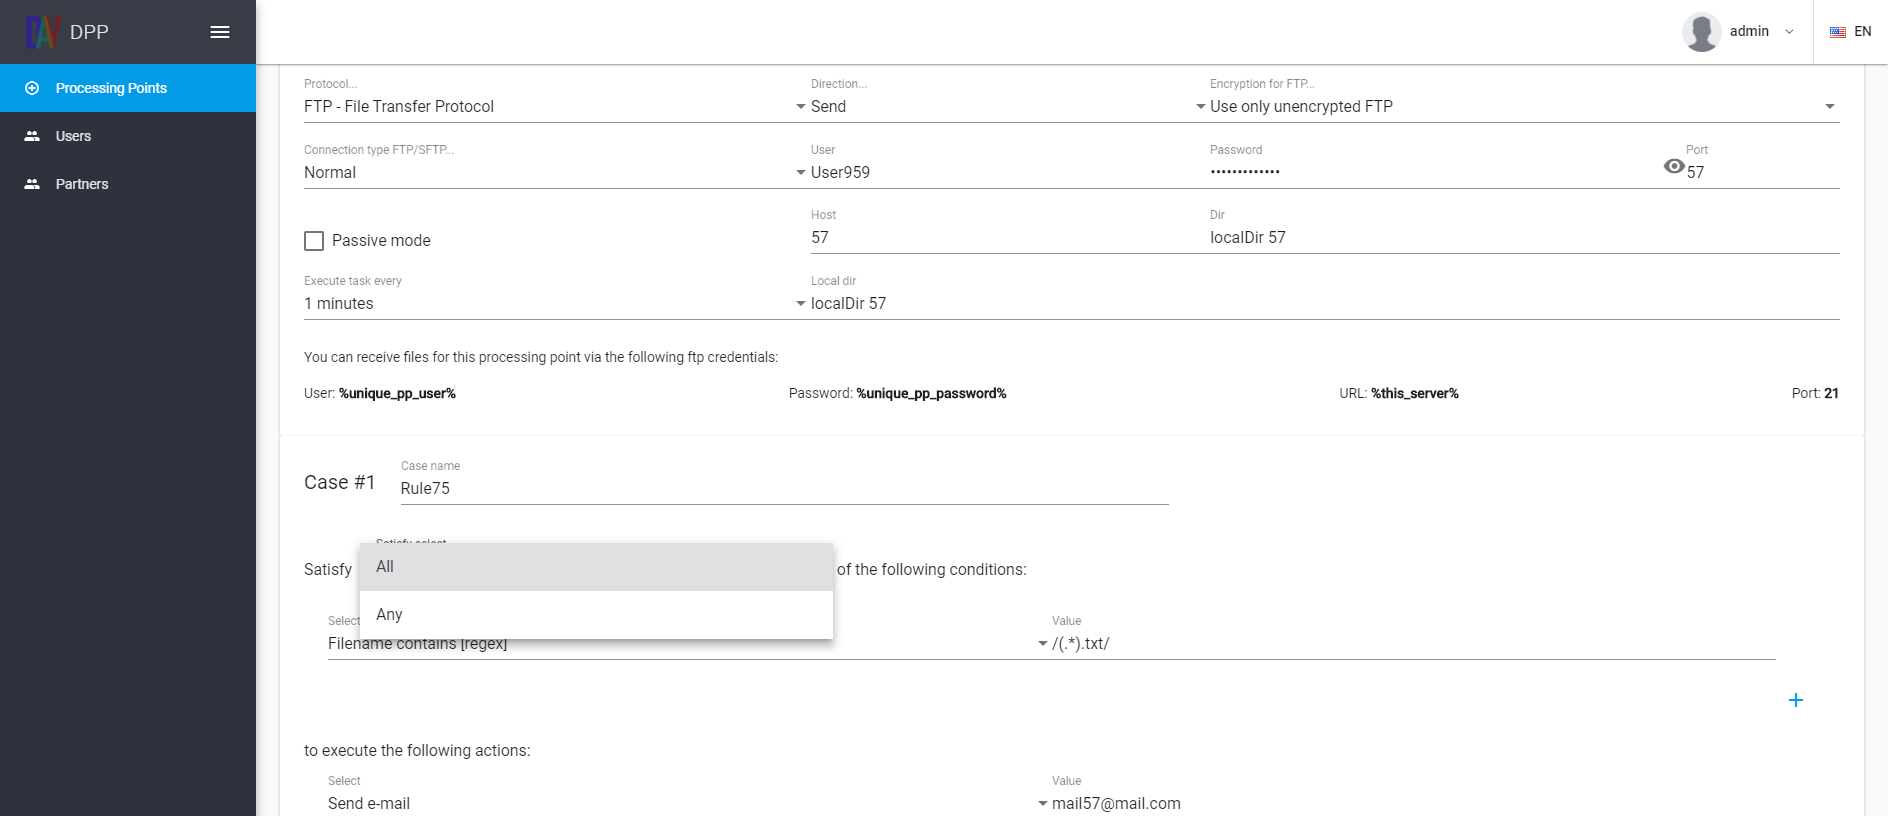 DAV DPP
admin
EN
Processing Points
Users
Partners
Protocol... Direction... Encryption for FTP...
FTP - File Transfer Protocol Send Use only unencrypted FTP
Connection type FTP/SFTP... User Password Port
Normal User959 ••••••••••••• 57
Host Dir
Passive mode 57 localDir 57
Execute task every Local dir
1 minutes localDir 57
You can receive files for this processing point via the following ftp credentials:
User: %unique_pp_user% Password: %unique_pp_password% URL: %this_server% Port: 21
Case name
Case #1 Rule75
Satisfy select
All
Satisfy of the following conditions:
Any
Select Value
Filename contains [regex] /(.*).txt/
to execute the following actions:
Select Value
Send e-mail mail57@mail.com